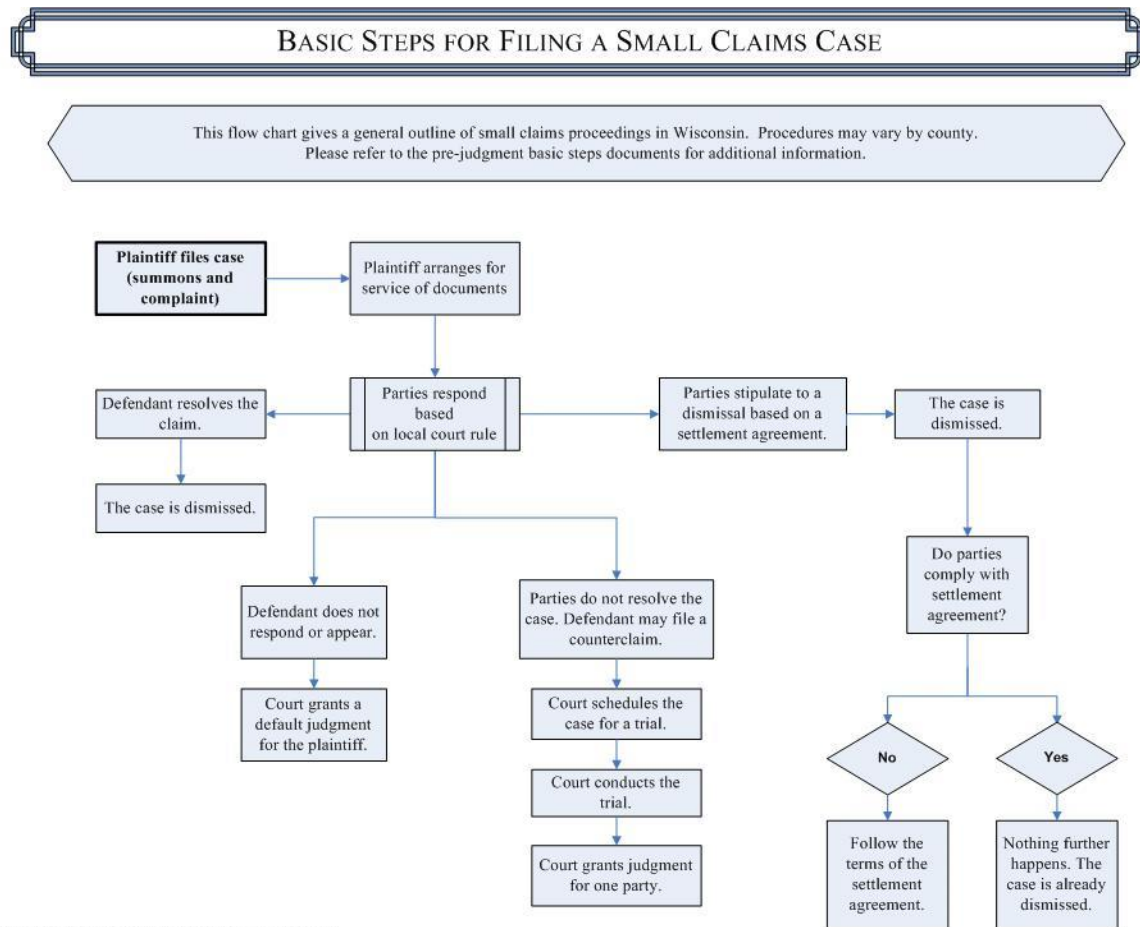 BASIC STEPS FOR FILING A SMALL CLAIMS CASE
This flow chart gives a general outline of small claims proceedings in Wisconsin. Procedures may vary by county.
Please refer to the pre-judgment basic steps documents for additional information.
Plaintiff files case
(summons and
complaint)
Plaintiff arranges for
service of documents
Defendant resolves the
claim.
Parties respond
based
on local court rule
Parties stipulate to a
dismissal based on a
settlement agreement.
The case is
dismissed.
The case is dismissed.
Do parties
comply with
settlement
agreement?
Defendant does not
respond or appear.
Parties do not resolve the
case. Defendant may file a
counterclaim.
Court grants a
default judgment
for the plaintiff.
Court schedules the
case for a trial.
No
Yes
Court conducts the
trial.
Court grants judgment
for one party.
Follow the
terms of the
settlement
agreement.
Nothing further
happens. The
case is already
dismissed.